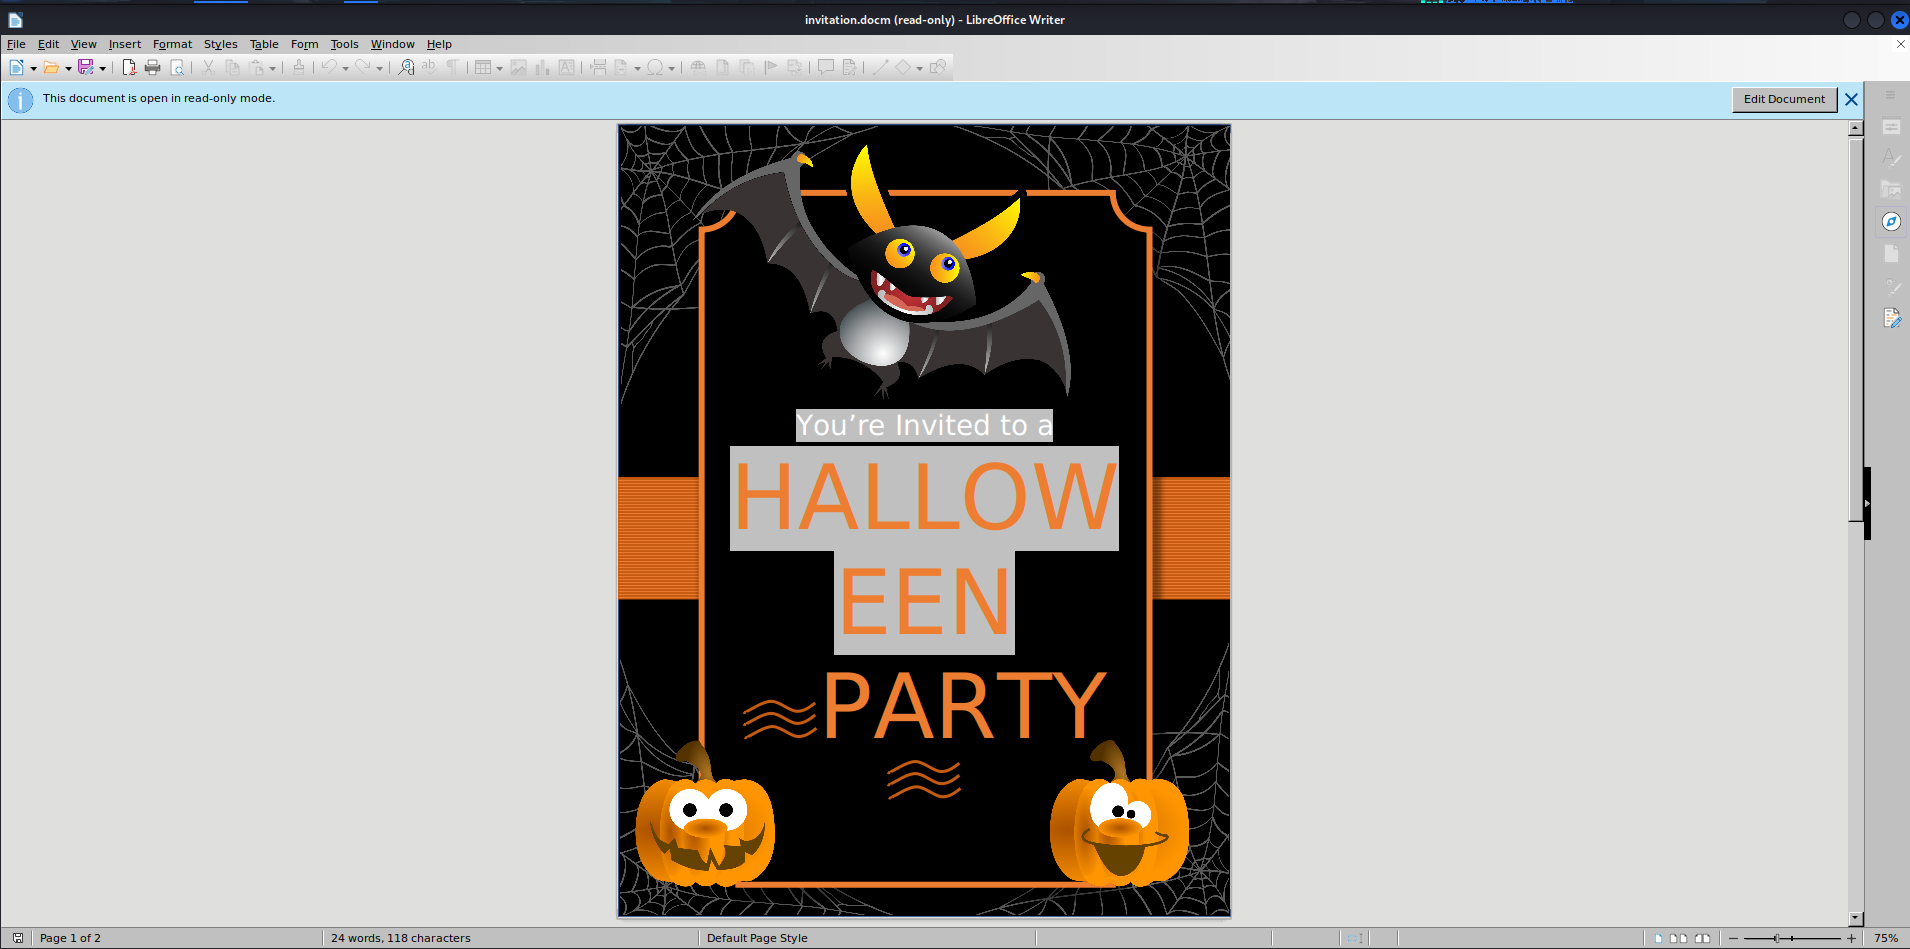 invitation.docm (read-only) - LibreOffice Writer
File Edit View Insert Format Styles Table Form Tools Window Help
This document is open in read-only mode.
Edit Document
You’re Invited to a
HALLOW
EEN
PARTY
Page 1 of 2
24 words, 118 characters
Default Page Style
75%